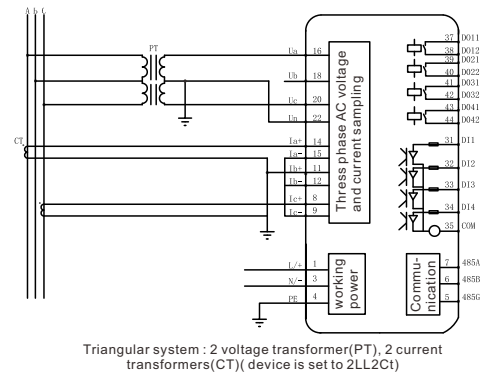 A b C
PT
CT
Ua 16
Ub 18
Uc 20
Un 22
Ia+ 14
Ia- 15
Ib+ 11
Ib- 12
Ic+ 8
Ic- 9
Thress phase AC voltage
and current sampling
37 DO11
38 DO12
39 DO21
40 DO22
41 DO31
42 DO32
43 DO41
44 DO42
31 DI1
32 DI2
33 DI3
34 DI4
35 COM
L/+ 1
N/- 3
PE 4
working
power
Commu-
nication
7 485A
6 485B
5 485G
Triangular system : 2 voltage transformer(PT), 2 current
transformers(CT)( device is set to 2LL2Ct)